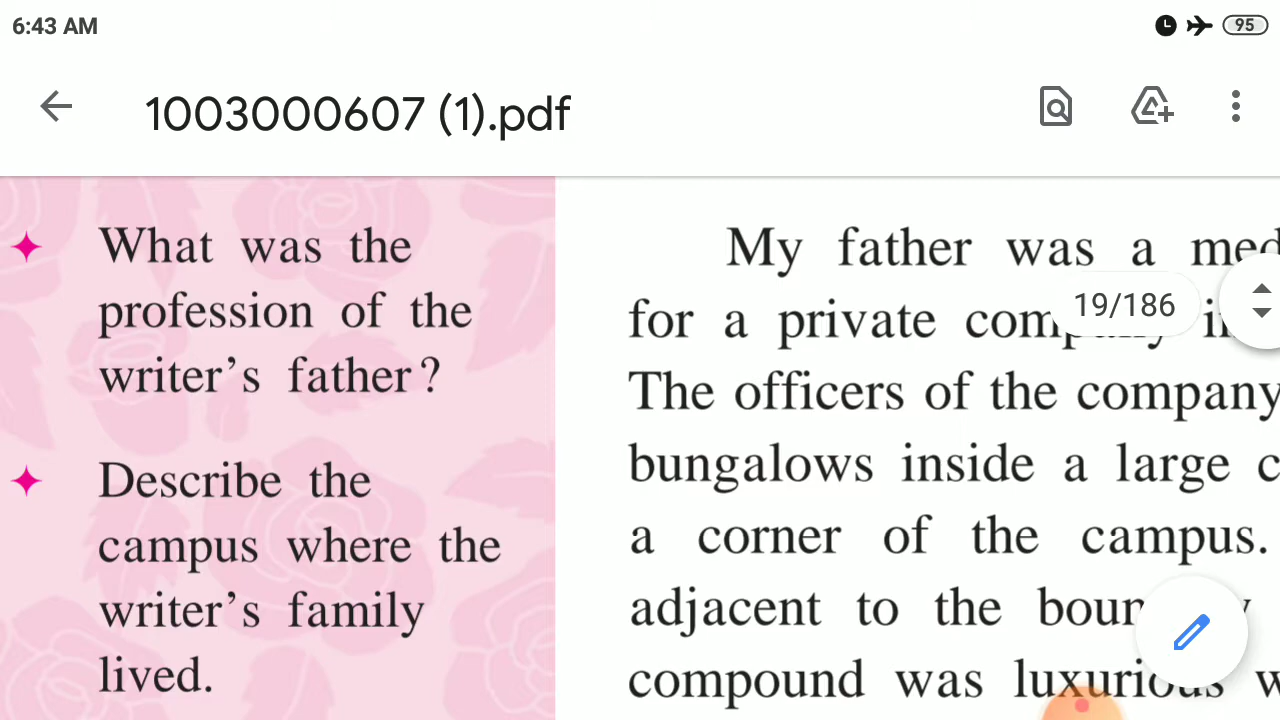 6:43 AM
95
1003000607 (1).pdf
What was the
profession of the
writer's father?
Describe the
campus where the
writer's family
lived.
My father was a
for a private
19/186
The officers of the company
bungalows inside a large
a corner of the campus.
adjacent to the
compound was luxurious